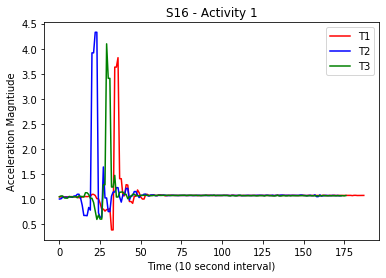 S16 - Activity 1
Acceleration Magntiude
4.5
4.0
3.5
3.0
2.5
2.0
1.5
1.0
0.5
T1
T2
T3
0 25 50 75 100 125 150 175
Time (10 second interval)